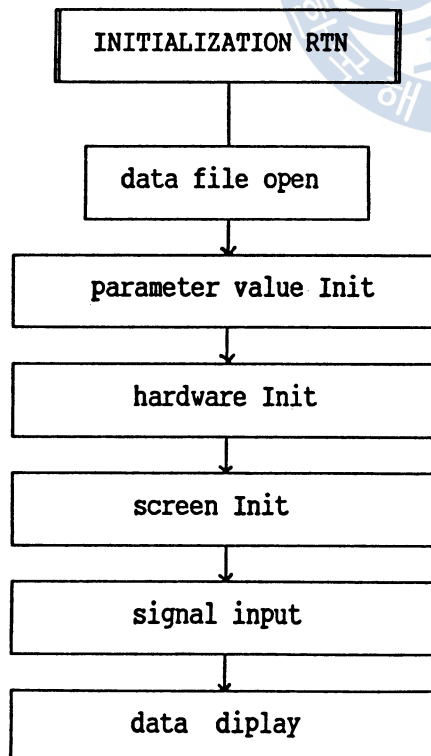 INITIALIZATION RTN
data file open
parameter value Init
hardware Init
screen Init
signal input
data diplay